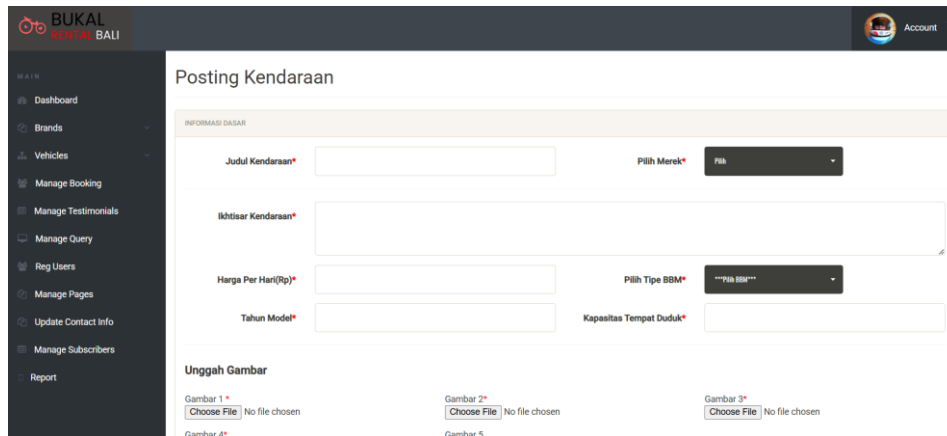 BUKAL
RENTAL BALI
Account
MAIN
Dashboard
Brands
Vehicles
Manage Booking
Manage Testimonials
Manage Query
Reg Users
Manage Pages
Update Contact Info
Manage Subscribers
Report
Posting Kendaraan
INFORMASI DASAR
Judul Kendaraan*
Pilih Merek* Pilih
Ikhtisar Kendaraan*
Harga Per Hari(Rp)*
Pilih Tipe BBM* ***Pilih BBM***
Tahun Model*
Kapasitas Tempat Duduk*
Unggah Gambar
Gambar 1 * Gambar 2* Gambar 3*
Choose File No file chosen Choose File No file chosen Choose File No file chosen
Gambar 4* Gambar 5